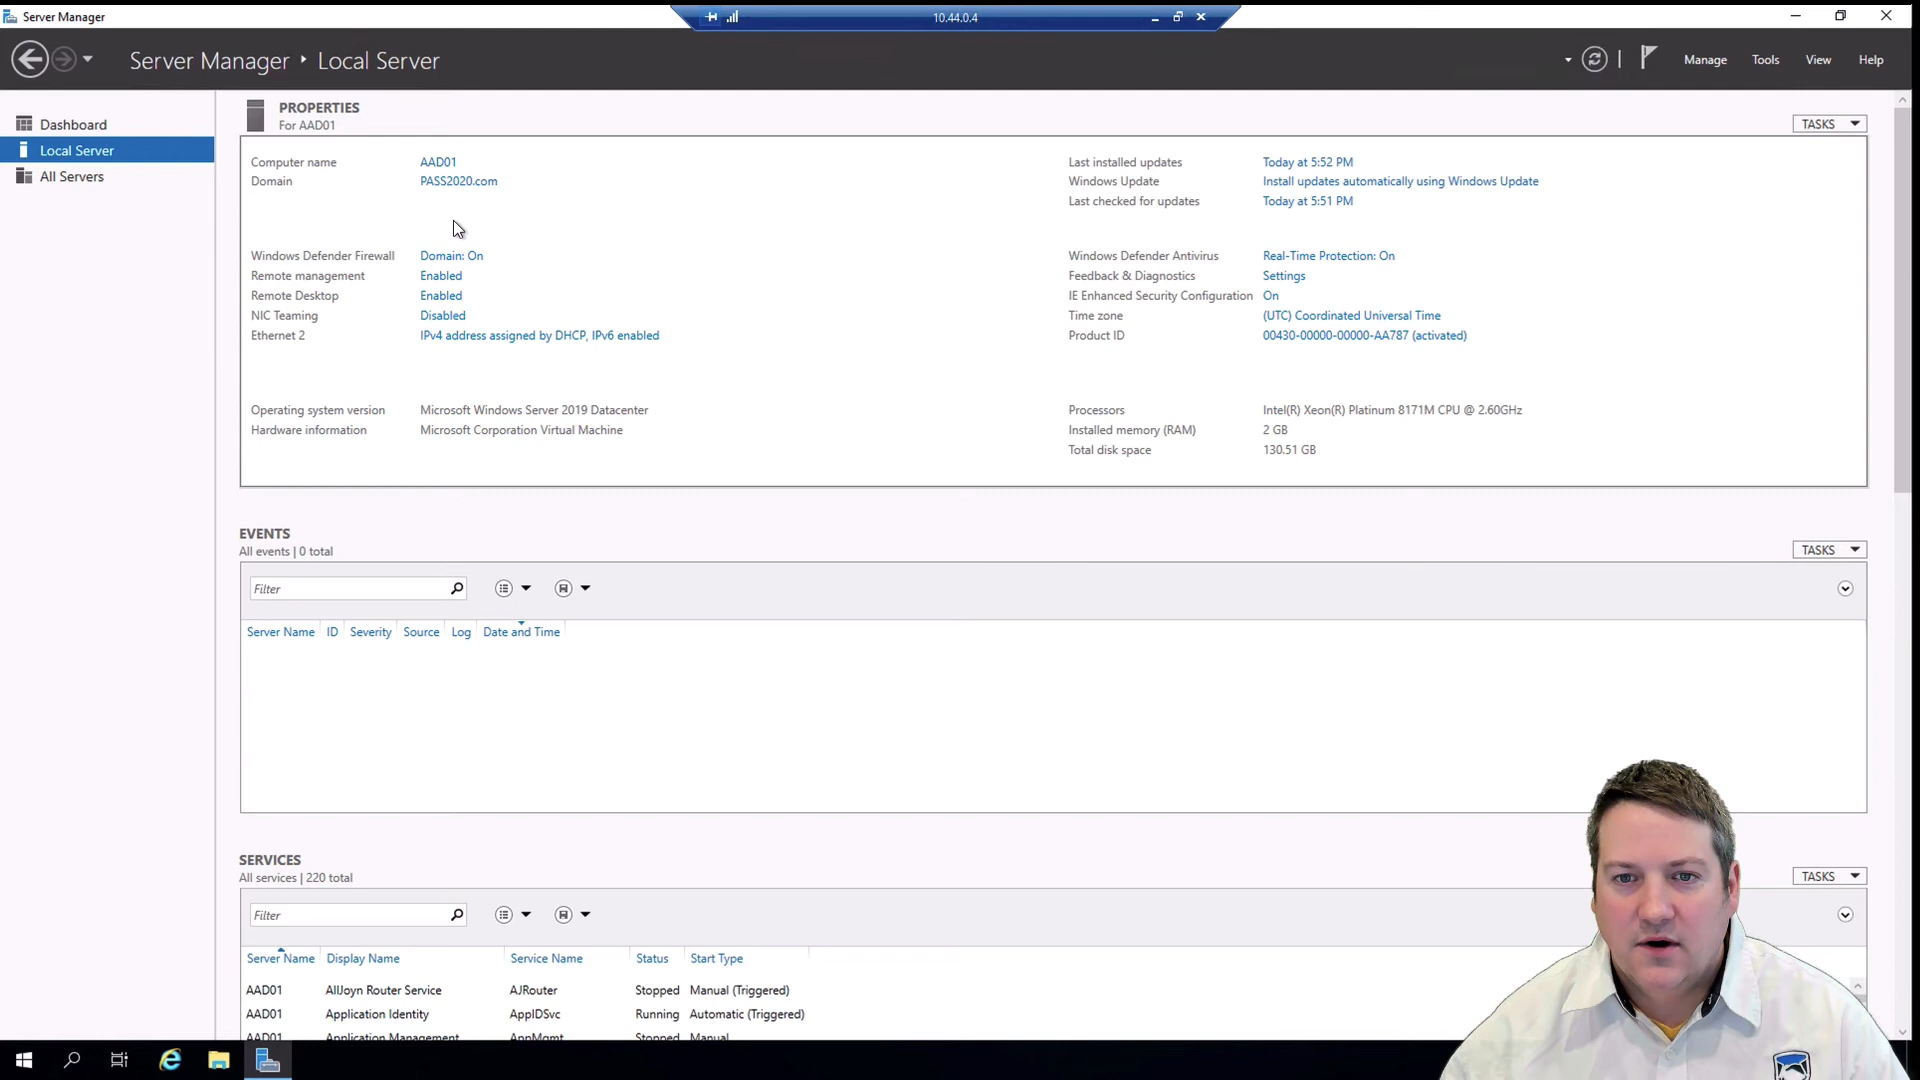 Server Manager
10.44.0.4
Server Manager ‣ Local Server
Manage Tools View Help
Dashboard
Local Server
All Servers
PROPERTIES
For AAD01
TASKS
Computer name AAD01
Domain PASS2020.com
Last installed updates Today at 5:52 PM
Windows Update Install updates automatically using Windows Update
Last checked for updates Today at 5:51 PM
Windows Defender Firewall Domain: On
Remote management Enabled
Remote Desktop Enabled
NIC Teaming Disabled
Ethernet 2 IPv4 address assigned by DHCP, IPv6 enabled
Windows Defender Antivirus Real-Time Protection: On
Feedback & Diagnostics Settings
IE Enhanced Security Configuration On
Time zone (UTC) Coordinated Universal Time
Product ID 00430-00000-00000-AA787 (activated)
Operating system version Microsoft Windows Server 2019 Datacenter
Hardware information Microsoft Corporation Virtual Machine
Processors Intel(R) Xeon(R) Platinum 8171M CPU @ 2.60GHz
Installed memory (RAM) 2 GB
Total disk space 130.51 GB
EVENTS
All events | 0 total
TASKS
Filter
Server Name ID Severity Source Log Date and Time
SERVICES
All services | 220 total
TASKS
Filter
Server Name Display Name Service Name Status Start Type
AAD01 AllJoyn Router Service AJRouter Stopped Manual (Triggered)
AAD01 Application Identity AppIDSvc Running Automatic (Triggered)
AAD01 Application Management AppMgmt Stopped Manual